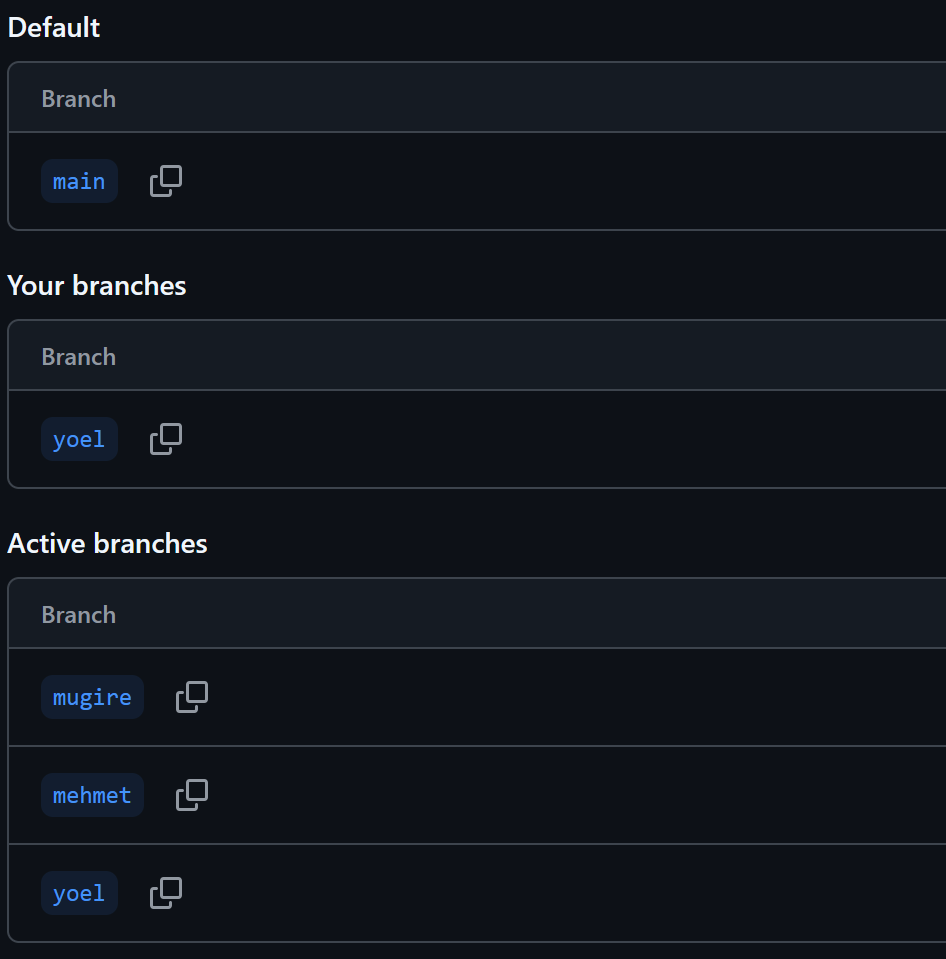 Default
Branch
main
Your branches
Branch
yoel
Active branches
Branch
mugire
mehmet
yoel